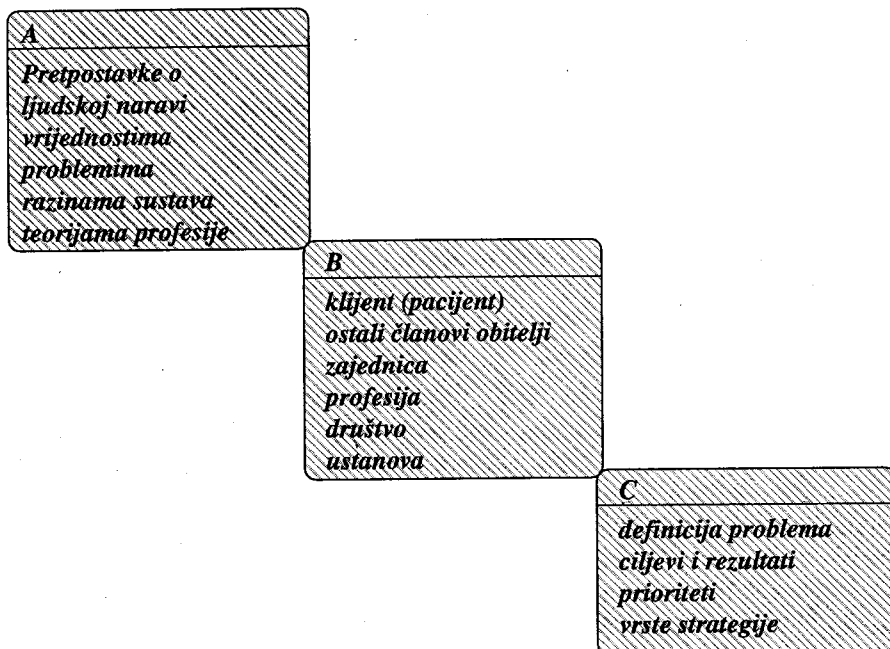 A
Pretpostavke o
ljudskoj naravi
vrijednostima
problemima
razinama sustava
teorijama profesije
B
klijent (pacijent)
ostali članovi obitelji
zajednica
profesija
društvo
ustanova
C
definicija problema
ciljevi i rezultati
prioriteti
vrste strategije